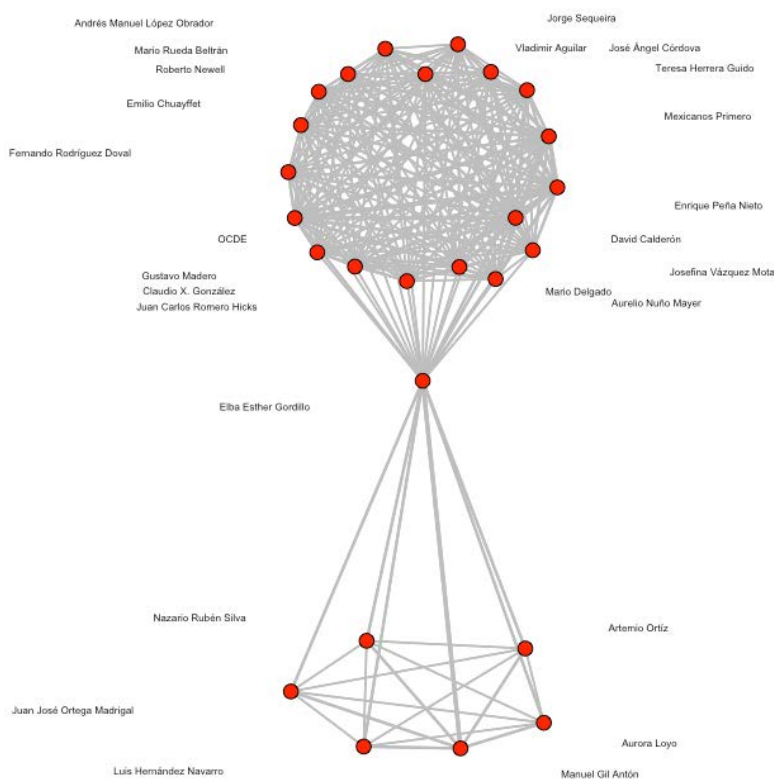 Jorge Sequeira
Andrés Manuel López Obrador
Mario Rueda Beltrán
Vladimir Aguilar
José Ángel Córdova
Roberto Newell
Teresa Herrera Guido
Emilio Chuayffet
Mexicanos Primero
Fernando Rodríguez Doval
Enrique Peña Nieto
OCDE
David Calderón
Gustavo Madero
Josefina Vázquez Mota
Claudio X. González
Mario Delgado
Juan Carlos Romero Hicks
Aurelio Nuño Mayer
Elba Esther Gordillo
Nazario Rubén Silva
Artemio Ortíz
Juan José Ortega Madrigal
Aurora Loyo
Luis Hernández Navarro
Manuel Gil Antón